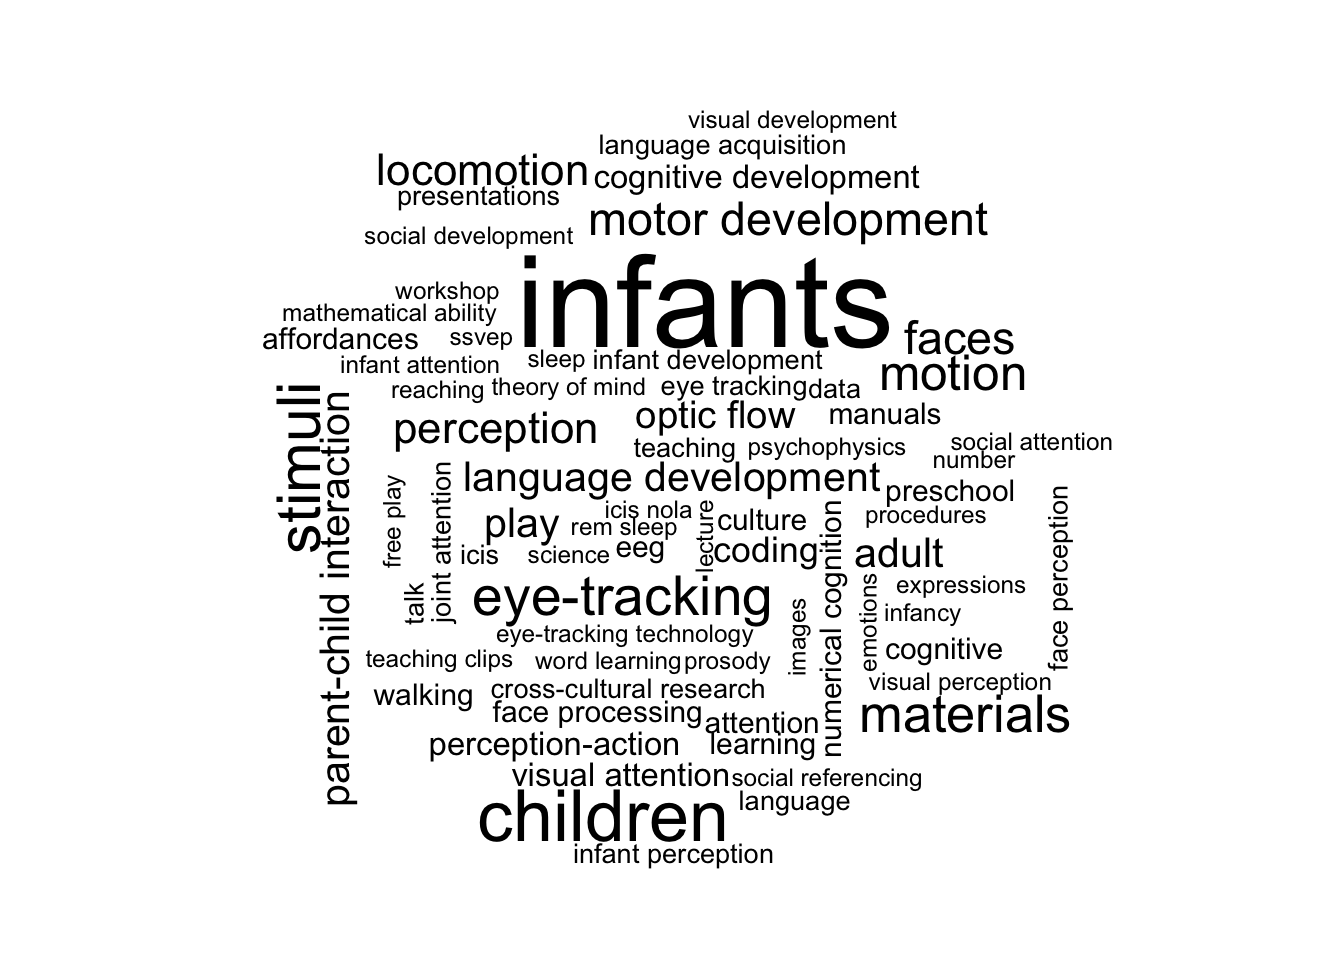 visual development
language acquisition
locomotion
cognitive development
presentations
motor development
social development
infants
workshop
mathematical ability
affordances
ssvep
faces
sleep
infant development
infant attention
motion
reaching
theory of mind
eye tracking
data
stimuli
parent-child interaction
perception
optic flow
manuals
teaching
psychophysics
social attention
number
language development
preschool
free play
joint attention
icis nola
lecture
culture
procedures
play
rem sleep
numerical cognition
face perception
icis
science
eeg
coding
adult
talk
eye-tracking
images
emotions
expressions
infancy
eye-tracking technology
cognitive
teaching clips
word learning
prosody
visual perception
walking
cross-cultural research
face processing
attention
materials
perception-action
learning
visual attention
social referencing
children
language
infant perception